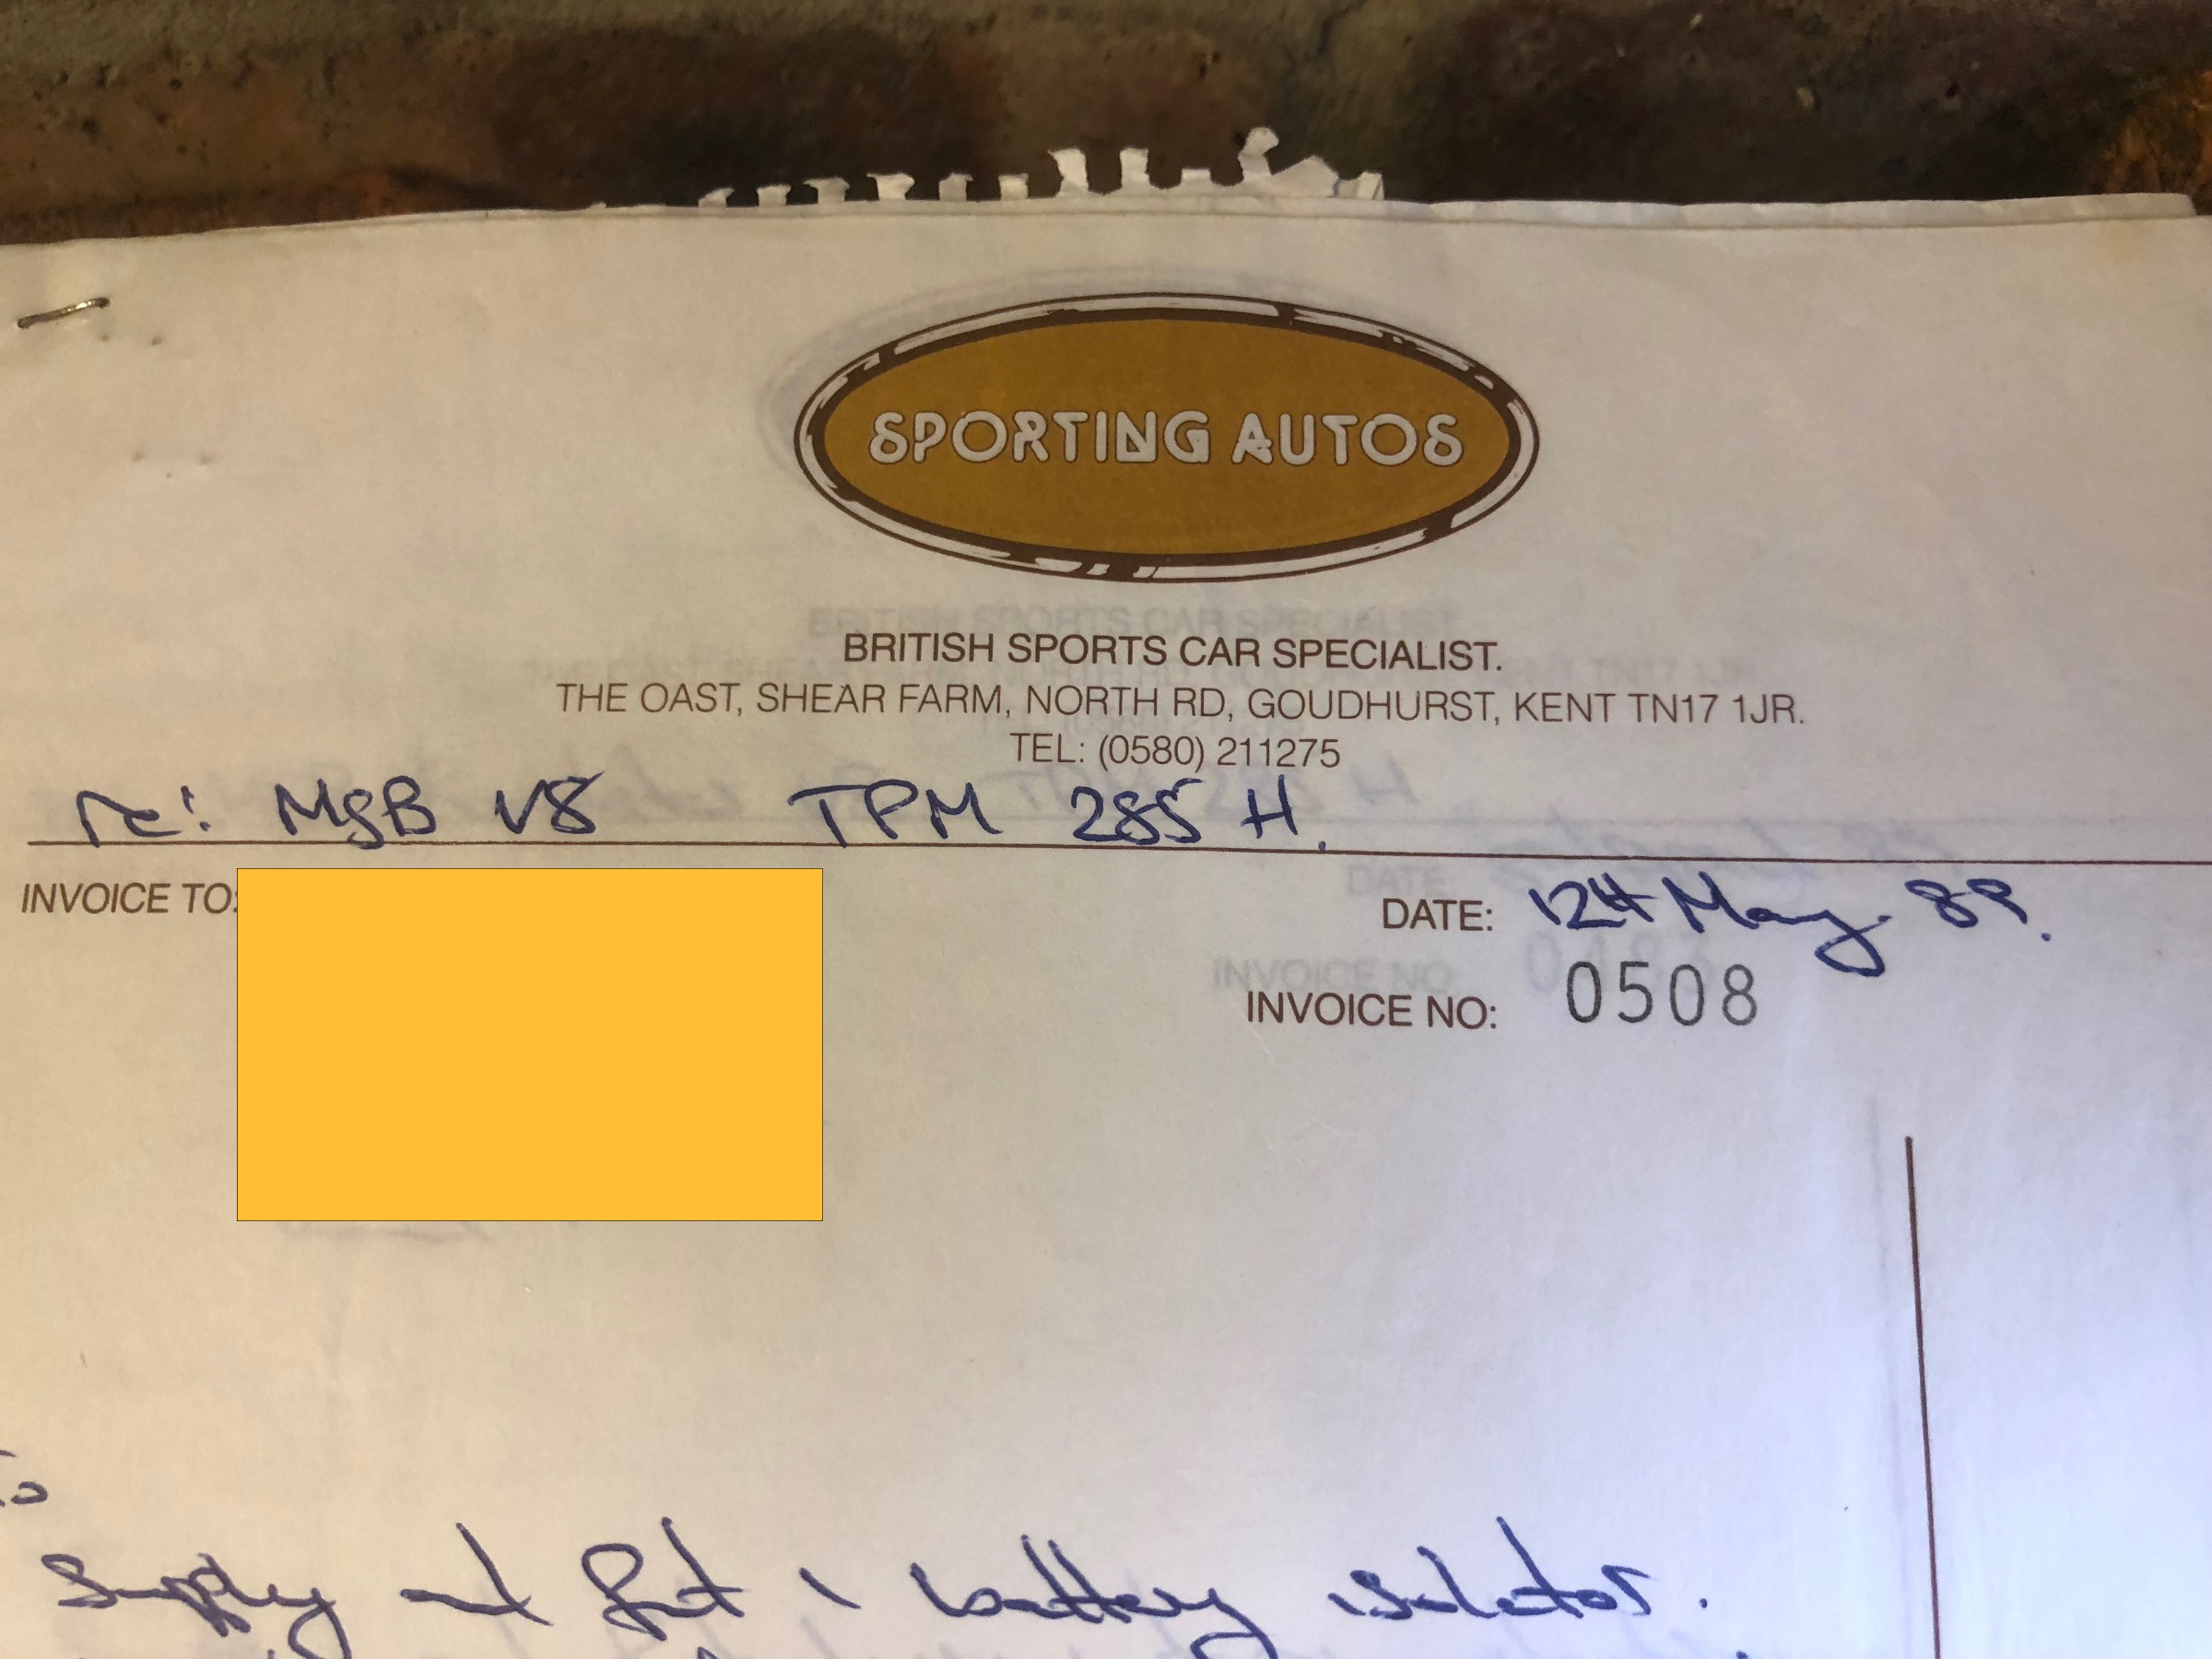 SPORTING AUTOS
BRITISH SPORTS CAR SPECIALIST.
THE OAST, SHEAR FARM, NORTH RD, GOUDHURST, KENT TN17 1JR.
TEL: (0580) 211275
re: MGB V8 TPM 285 H.
INVOICE TO:
DATE: 12th May 89.
INVOICE NO: 0508
To
Supply and fit 1 battery isolator.